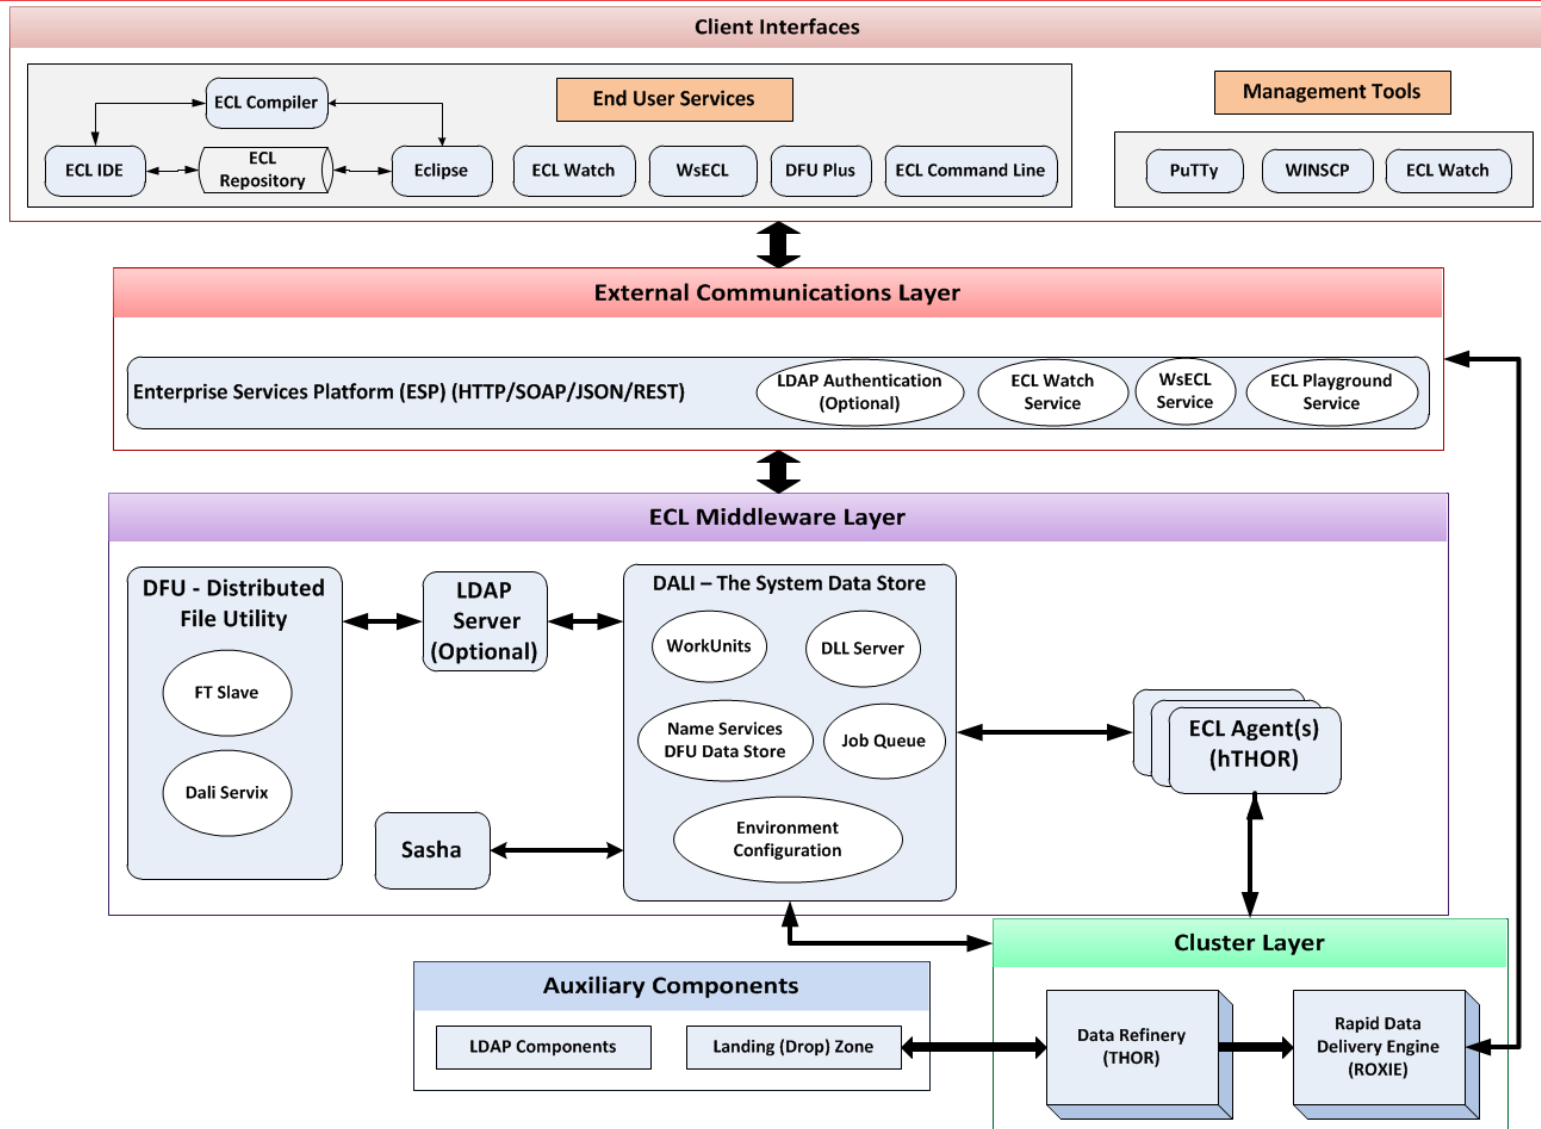 Client Interfaces
End User Services
Management Tools
ECL Compiler
ECL IDE
ECL
Repository
Eclipse
ECL Watch
WsECL
DFU Plus
ECL Command Line
PuTTy
WINSCP
ECL Watch
External Communications Layer
Enterprise Services Platform (ESP) (HTTP/SOAP/JSON/REST)
LDAP Authentication
(Optional)
ECL Watch
Service
WsECL
Service
ECL Playground
Service
ECL Middleware Layer
DFU - Distributed
File Utility
FT Slave
Dali Servix
LDAP
Server
(Optional)
Sasha
DALI – The System Data Store
WorkUnits
DLL Server
Name Services
DFU Data Store
Job Queue
Environment
Configuration
ECL Agent(s)
(hTHOR)
Cluster Layer
Auxiliary Components
LDAP Components
Landing (Drop) Zone
Data Refinery
(THOR)
Rapid Data
Delivery Engine
(ROXIE)